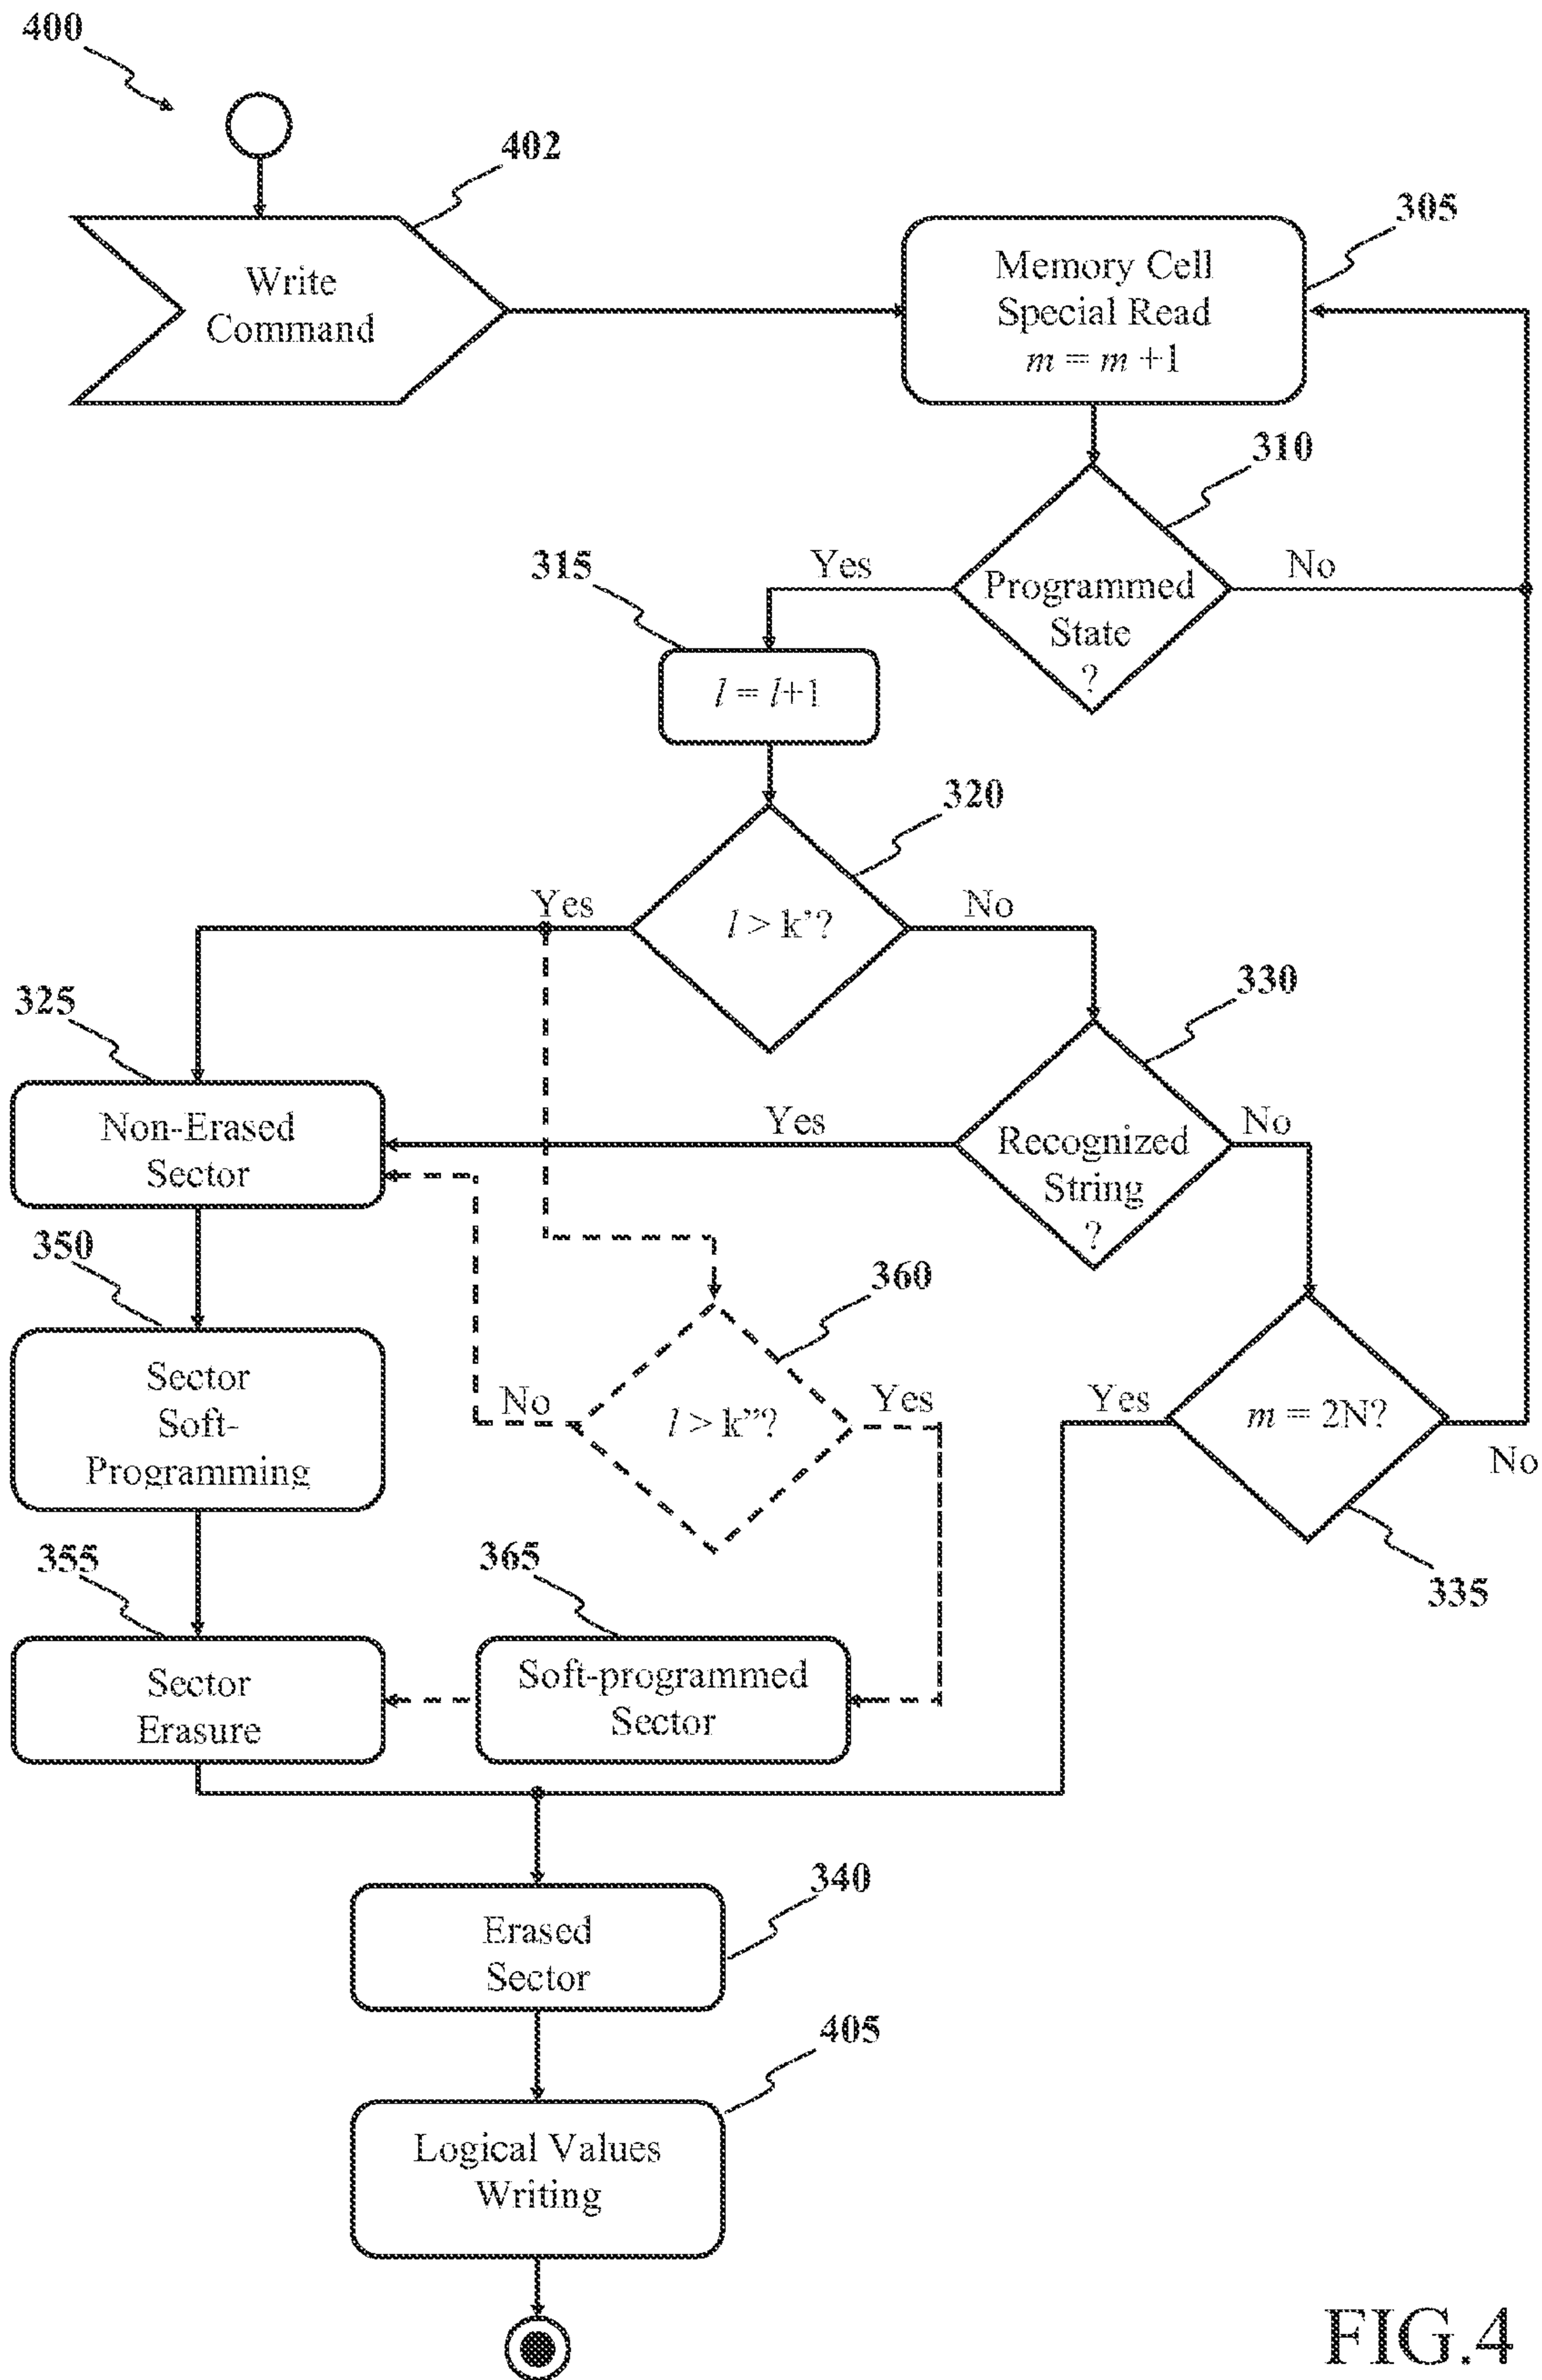 400
402
Write
Command
305
Memory Cell
Special Read
m = m +1
310
Programmed
State
?
Yes
No
315
l = l+1
320
l > k’?
Yes
No
325
Non-Erased
Sector
330
Recognized
String
?
Yes
No
350
Sector
Soft-
Programming
360
l > k”?
No
Yes
Yes
m = 2N?
No
335
355
Sector
Erasure
365
Soft-programmed
Sector
340
Erased
Sector
405
Logical Values
Writing
FIG.4